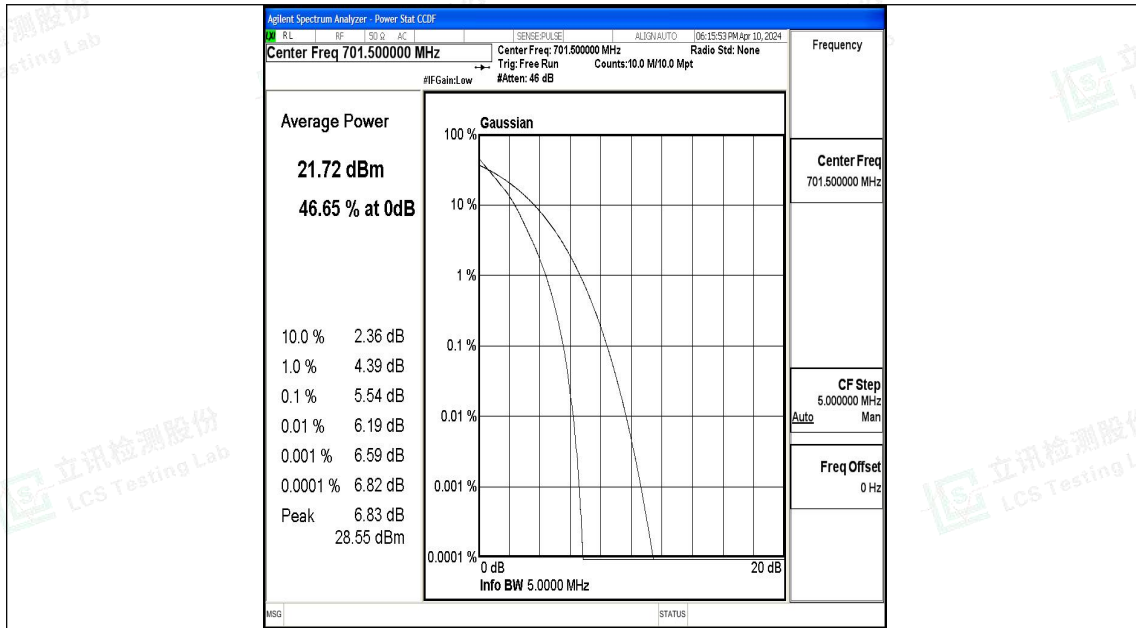 Agilent Spectrum Analyzer - Power Stat CCDF
RL RF 50 Ω AC SENSE:PULSE ALIGNAUTO 06:15:53 PM Apr 10, 2024
Center Freq 701.500000 MHz
Center Freq: 701.500000 MHz Radio Std: None
Trig: Free Run Counts:10.0 M/10.0 Mpt
#IFGain:Low #Atten: 46 dB
Frequency
Average Power
21.72 dBm
46.65 % at 0dB
10.0 % 2.36 dB
1.0 % 4.39 dB
0.1 % 5.54 dB
0.01 % 6.19 dB
0.001 % 6.59 dB
0.0001 % 6.82 dB
Peak 6.83 dB
28.55 dBm
Gaussian
100 %
10 %
1 %
0.1 %
0.01 %
0.001 %
0.0001 %
0 dB 20 dB
Info BW 5.0000 MHz
Center Freq
701.500000 MHz
CF Step
5.000000 MHz
Auto Man
Freq Offset
0 Hz
MSG STATUS
立讯检测股份
LCS Testing Lab
立讯检测股份
LCS Testing L